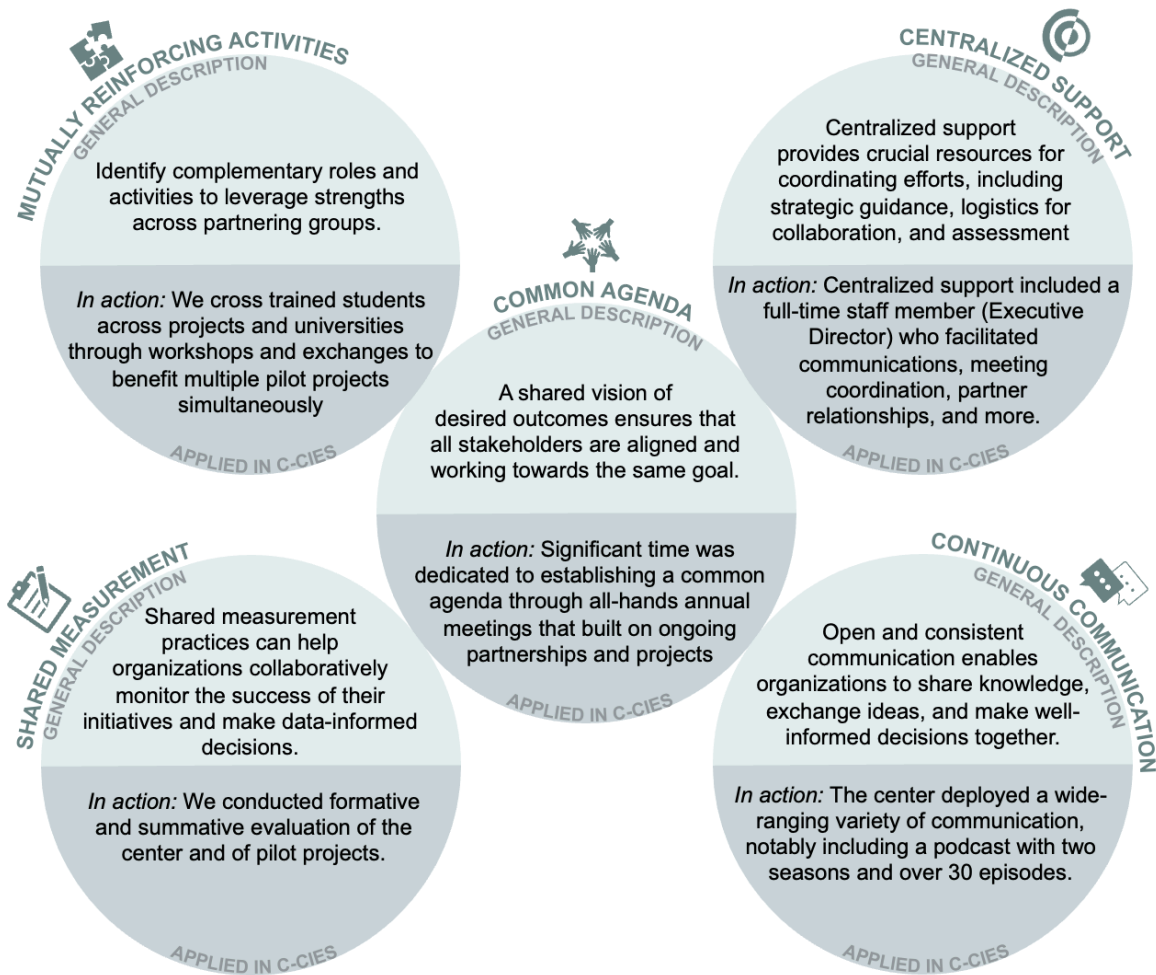 MUTUALLY REINFORCING ACTIVITIES
GENERAL DESCRIPTION
Identify complementary roles and
activities to leverage strengths
across partnering groups.
In action: We cross trained students
across projects and universities
through workshops and exchanges to
benefit multiple pilot projects
simultaneously
APPLIED IN C-CIES
CENTRALIZED SUPPORT
GENERAL DESCRIPTION
Centralized support
provides crucial resources for
coordinating efforts, including
strategic guidance, logistics for
collaboration, and assessment
In action: Centralized support included a
full-time staff member (Executive
Director) who facilitated
communications, meeting
coordination, partner
relationships, and more.
APPLIED IN C-CIES
COMMON AGENDA
GENERAL DESCRIPTION
A shared vision of
desired outcomes ensures that
all stakeholders are aligned and
working towards the same goal.
In action: Significant time was
dedicated to establishing a common
agenda through all-hands annual
meetings that built on ongoing
partnerships and projects
APPLIED IN C-CIES
SHARED MEASUREMENT
GENERAL DESCRIPTION
Shared measurement
practices can help
organizations collaboratively
monitor the success of their
initiatives and make data-informed
decisions.
In action: We conducted formative
and summative evaluation of the
center and of pilot projects.
APPLIED IN C-CIES
CONTINUOUS COMMUNICATION
GENERAL DESCRIPTION
Open and consistent
communication enables
organizations to share knowledge,
exchange ideas, and make well-
informed decisions together.
In action: The center deployed a wide-
ranging variety of communication,
notably including a podcast with two
seasons and over 30 episodes.
APPLIED IN C-CIES